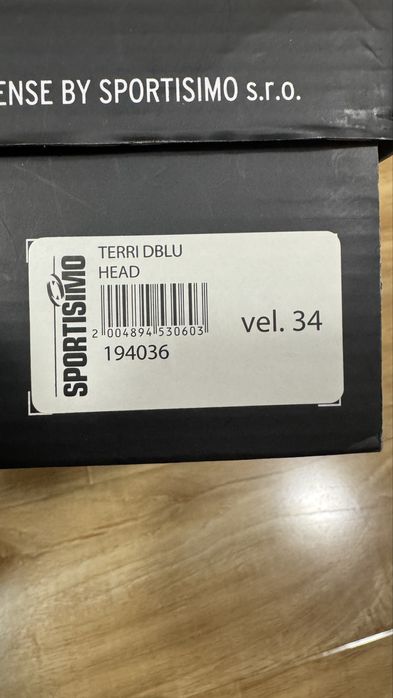 ENSE BY SPORTISIMO s.r.o.
SPORTISIMO
TERRI DBLU
HEAD
2 004894 530603
194036
vel. 34